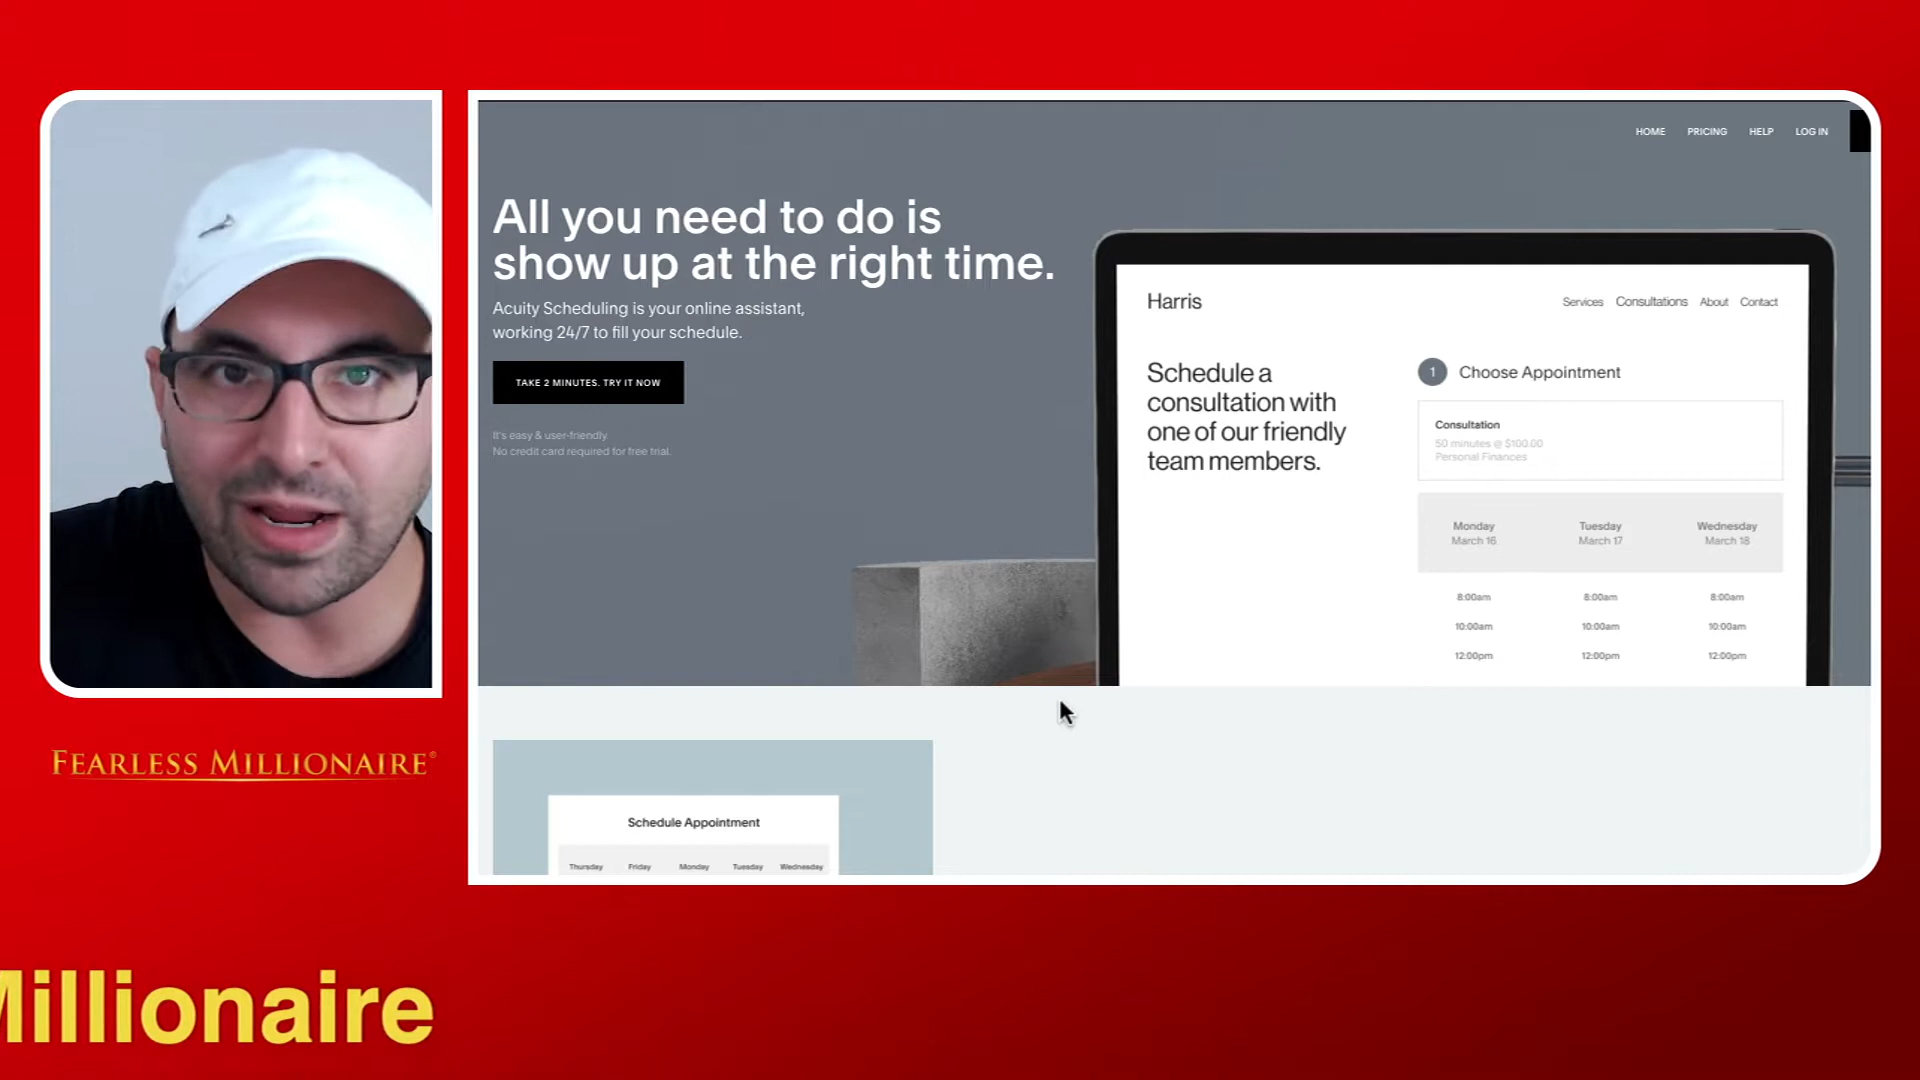 HOME PRICING HELP LOG IN
All you need to do is
show up at the right time.
Acuity Scheduling is your online assistant,
working 24/7 to fill your schedule.
TAKE 2 MINUTES. TRY IT NOW
It's easy & user-friendly.
No credit card required for free trial.
Harris
Services Consultations About Contact
Schedule a
consultation with
one of our friendly
team members.
1 Choose Appointment
Consultation
50 minutes @ $100.00
Personal Finances
Monday Tuesday Wednesday
March 16 March 17 March 18
8:00am 8:00am 8:00am
10:00am 10:00am 10:00am
12:00pm 12:00pm 12:00pm
Schedule Appointment
Thursday Friday Monday Tuesday Wednesday
FEARLESS MILLIONAIRE®
Millionaire